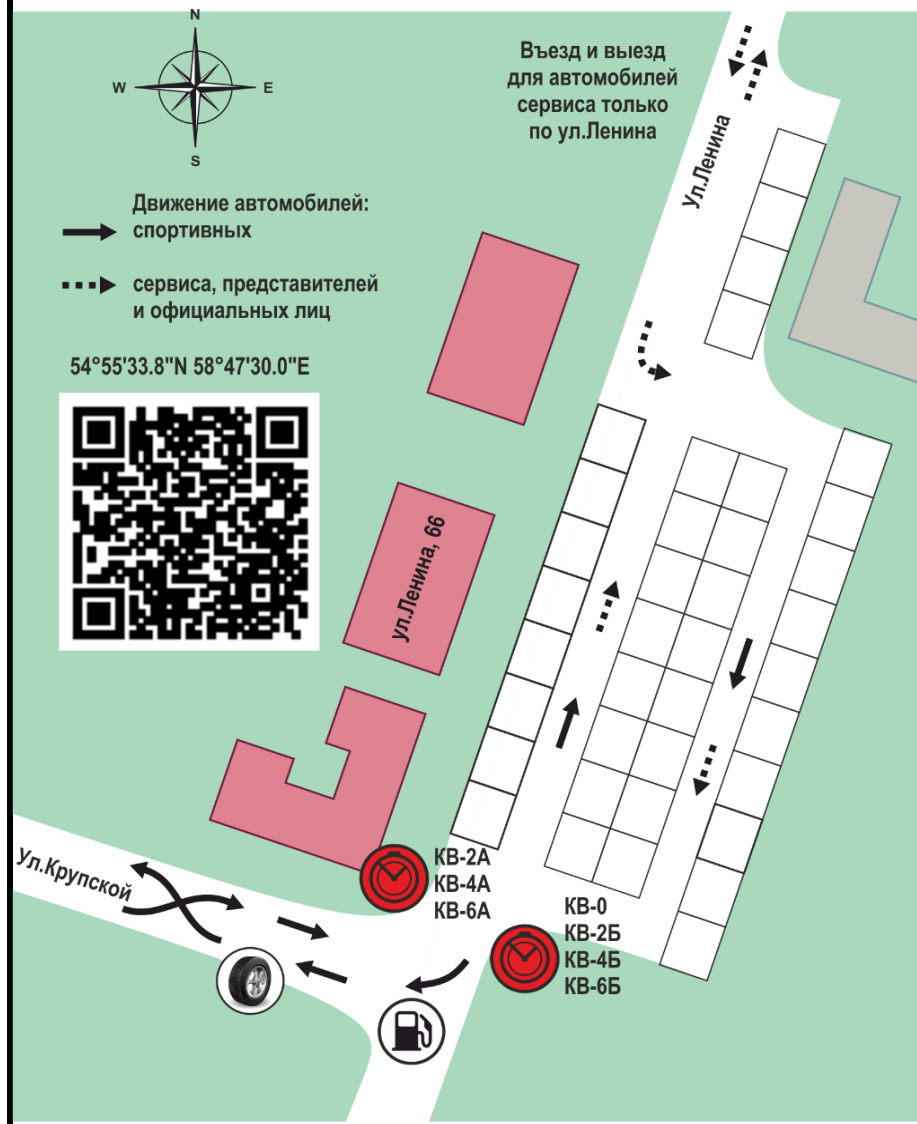 N
W
E
S
Въезд и выезд
для автомобилей
сервиса только
по ул.Ленина
Ул.Ленина
Движение автомобилей:
спортивных
сервиса, представителей
и официальных лиц
54°55'33.8"N 58°47'30.0"E
ул.Ленина, 66
Ул.Крупской
КВ-2А
КВ-4А
КВ-6А
КВ-0
КВ-2Б
КВ-4Б
КВ-6Б